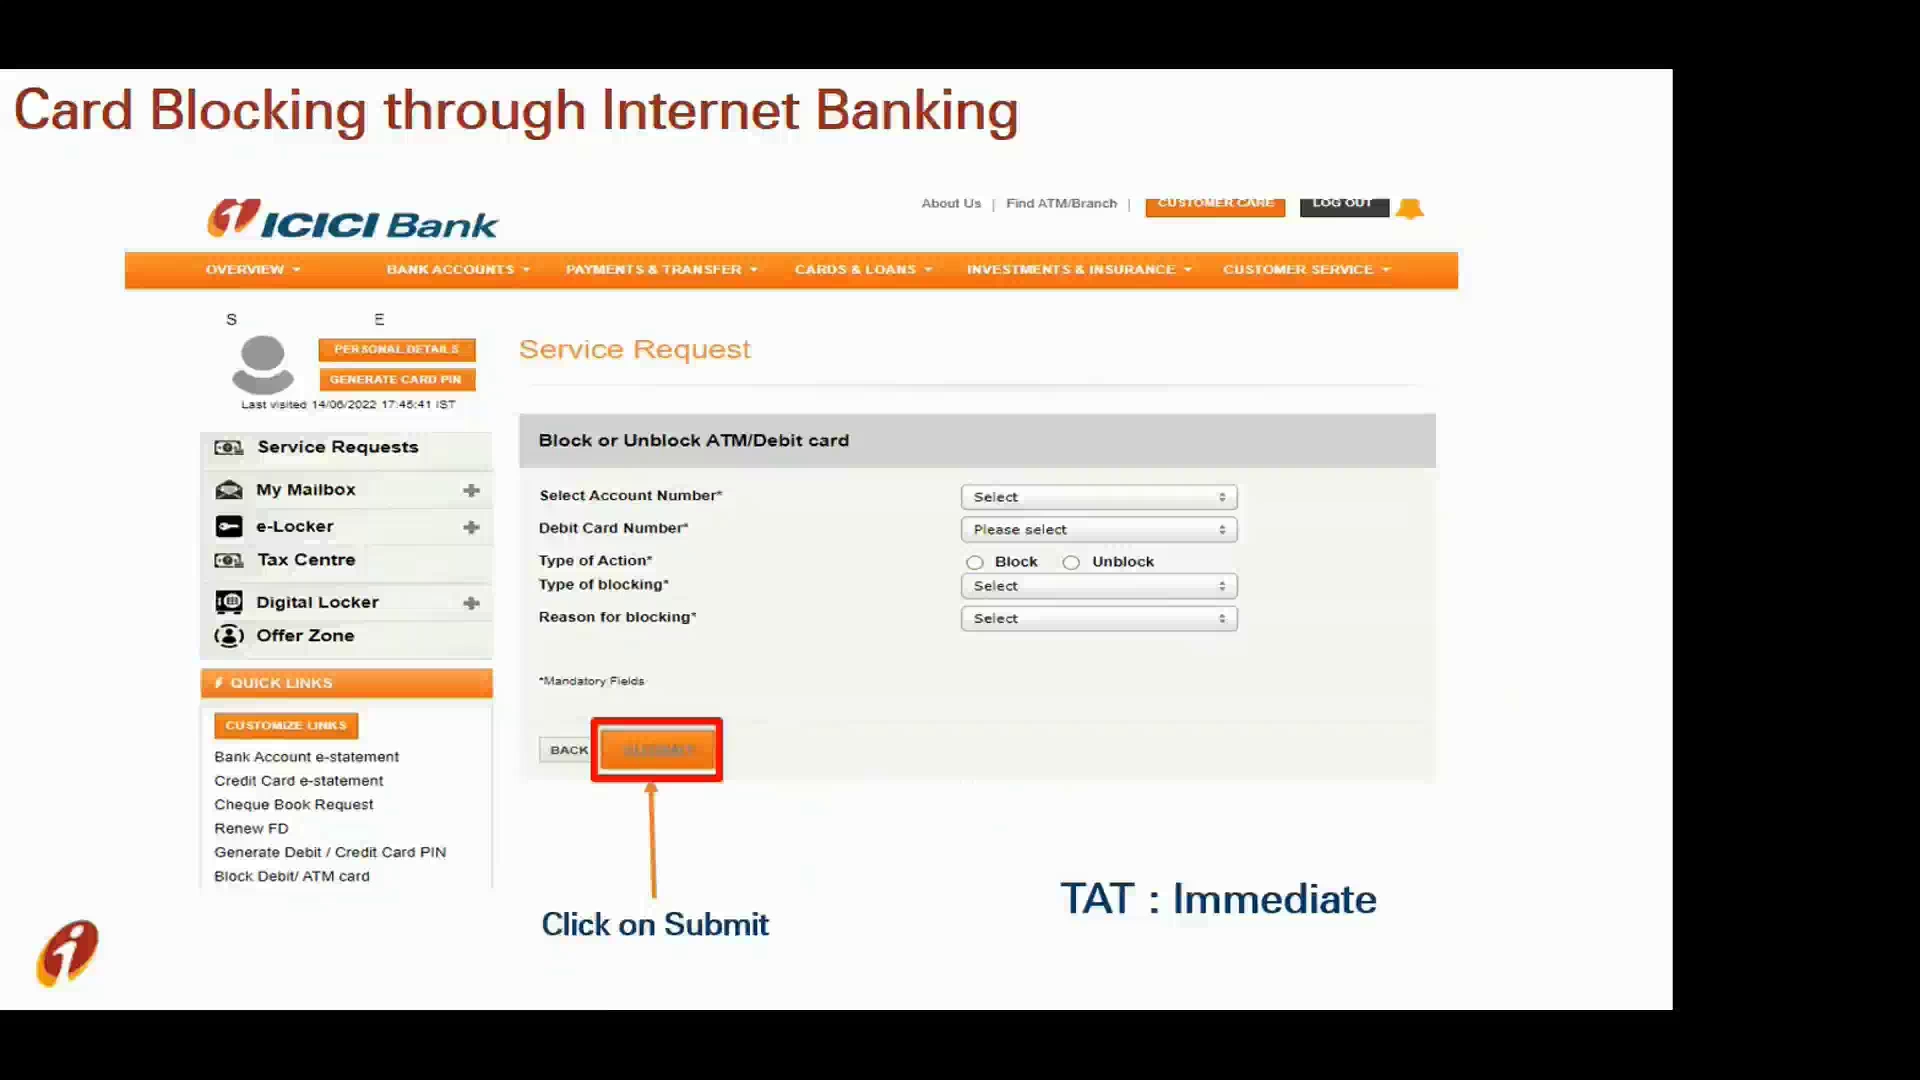 Card Blocking through Internet Banking
ICICI Bank
About Us | Find ATM/Branch | CUSTOMER CARE LOG OUT
OVERVIEW BANK ACCOUNTS PAYMENTS & TRANSFER CARDS & LOANS INVESTMENTS & INSURANCE CUSTOMER SERVICE
S E
PERSONAL DETAILS
GENERATE CARD PIN
Last visited 14/06/2022 17:45:41 IST
Service Requests
My Mailbox
e-Locker
Tax Centre
Digital Locker
Offer Zone
QUICK LINKS
CUSTOMIZE LINKS
Bank Account e-statement
Credit Card e-statement
Cheque Book Request
Renew FD
Generate Debit / Credit Card PIN
Block Debit/ ATM card
Service Request
Block or Unblock ATM/Debit card
Select Account Number* Select
Debit Card Number* Please select
Type of Action* Block Unblock
Type of blocking* Select
Reason for blocking* Select
*Mandatory Fields
BACK
Click on Submit
TAT : Immediate